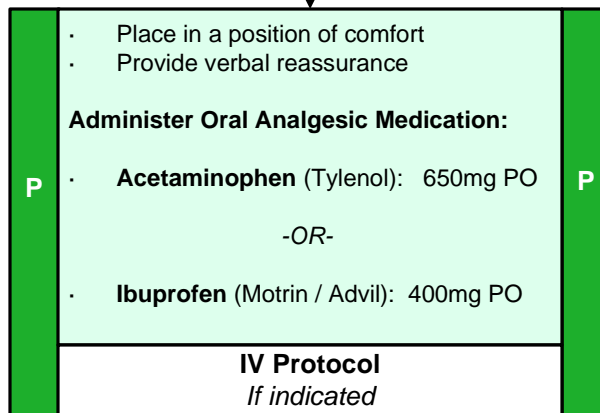 · Place in a position of comfort
· Provide verbal reassurance
Administer Oral Analgesic Medication:
P
· Acetaminophen (Tylenol): 650mg PO
P
-OR-
· Ibuprofen (Motrin / Advil): 400mg PO
IV Protocol
If indicated